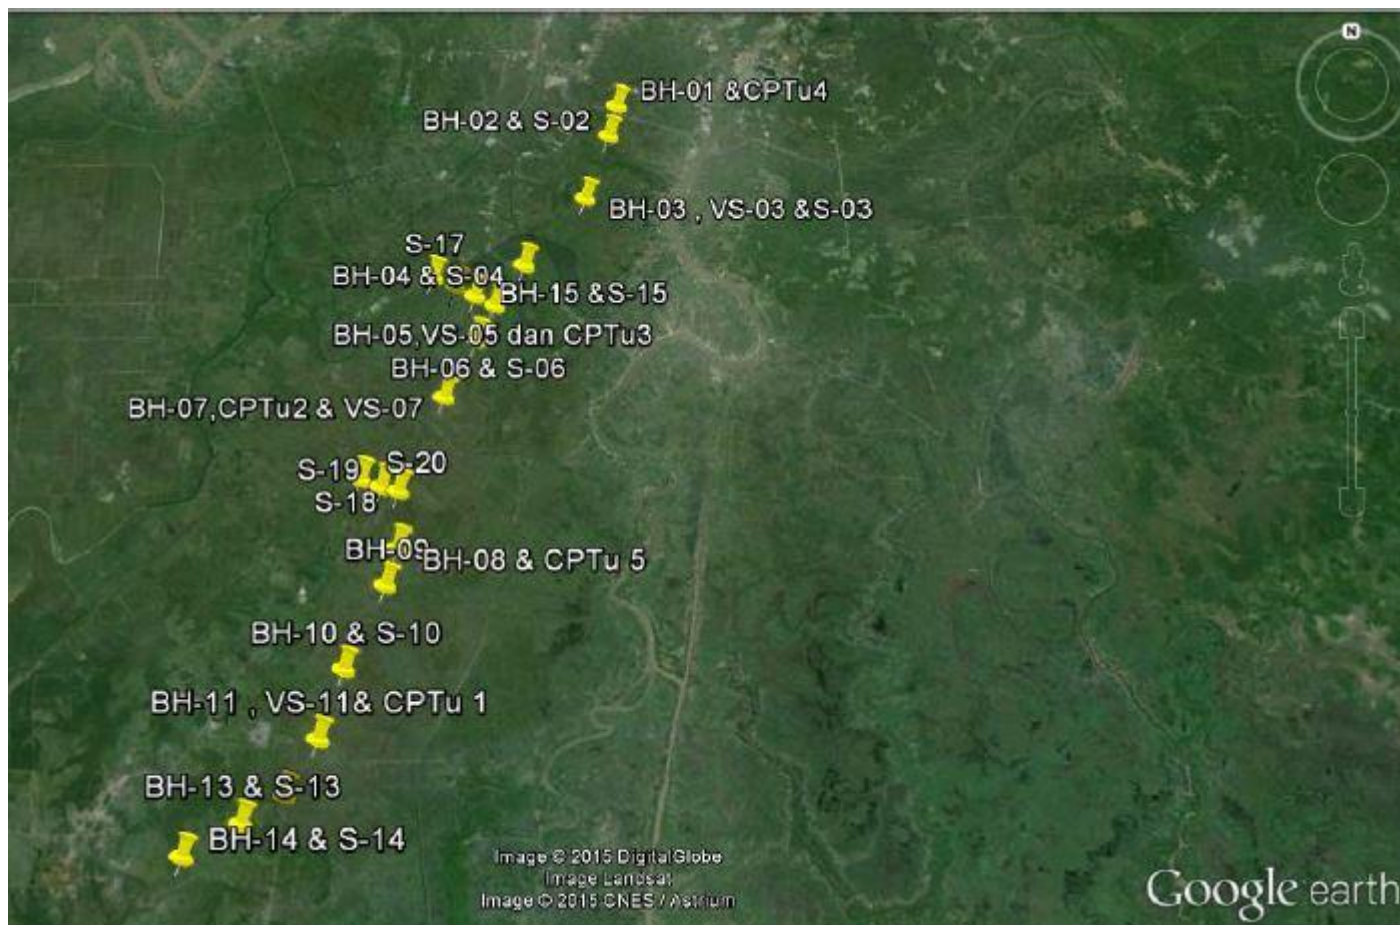 N
BH-01 &CPTu4
BH-02 & S-02
BH-03 , VS-03 &S-03
S-17
BH-04 & S-04
BH-15 &S-15
BH-05,VS-05 dan CPTu3
BH-06 & S-06
BH-07,CPTu2 & VS-07
S-19
S-20
S-18
BH-09
BH-08 & CPTu 5
BH-10 & S-10
BH-11 , VS-11& CPTu 1
BH-13 & S-13
BH-14 & S-14
Image © 2015 DigitalGlobe
Image Landsat
Image © 2015 CNES / Astrium
Google earth